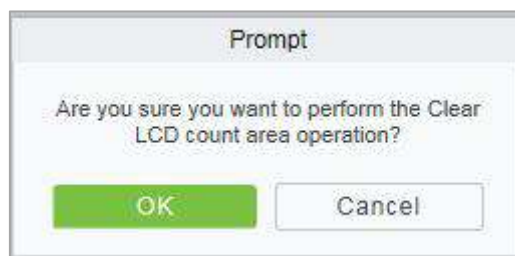 Prompt
Are you sure you want to perform the Clear
LCD count area operation?
OK
Cancel